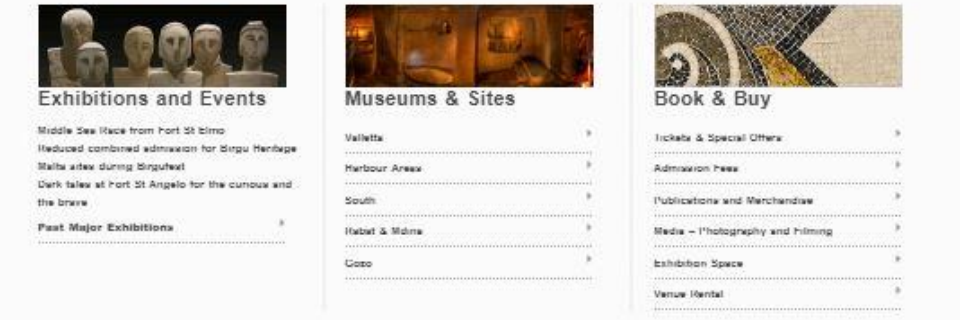 Exhibitions and Events
Middle Sea Race from Fort St Elmo
Reduced combined admission for Birgu Heritage
Malta sites during Birgufest
Dark tales at Fort St Angelo for the curious and
the brave
Past Major Exhibitions
Museums & Sites
Valletta
Harbour Areas
South
Rabat & Mdina
Gozo
Book & Buy
Tickets & Special Offers
Admission Fees
Publications and Merchandise
Media – Photography and Filming
Exhibition Space
Venue Rental